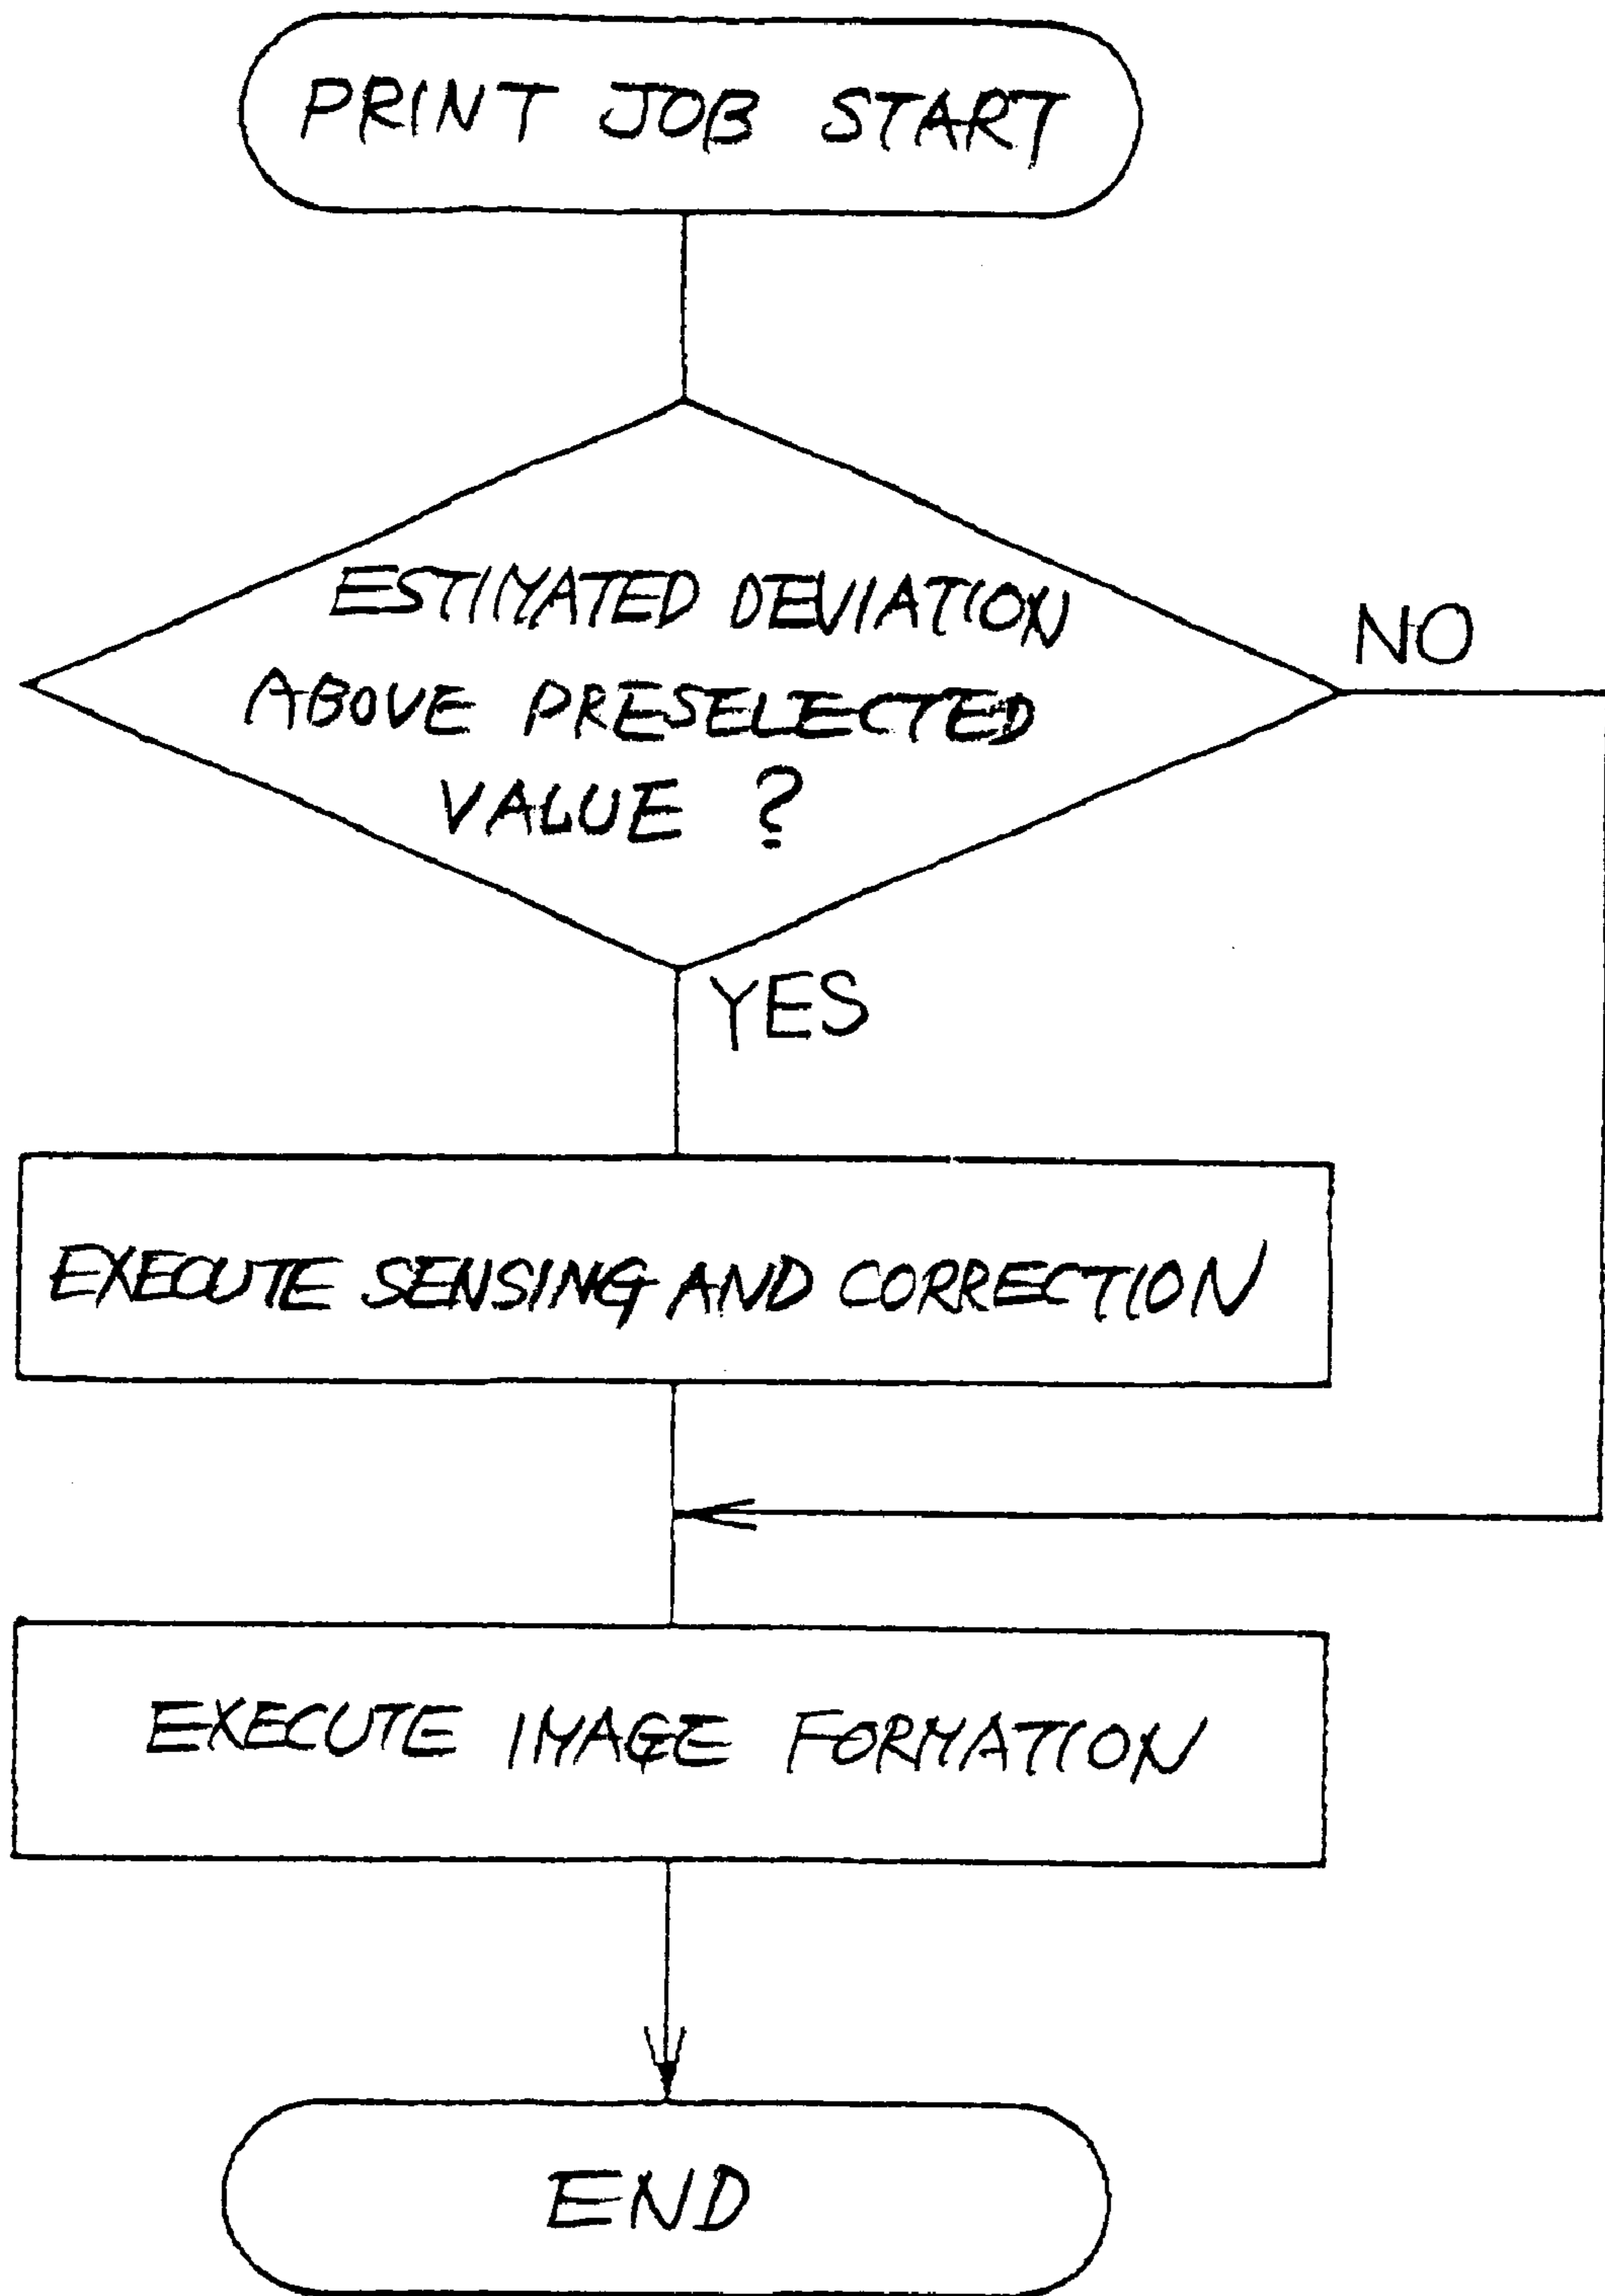 PRINT JOB START
ESTIMATED DEVIATION
ABOVE PRESELECTED
VALUE ?
NO
YES
EXECUTE SENSING AND CORRECTION
EXECUTE IMAGE FORMATION
END